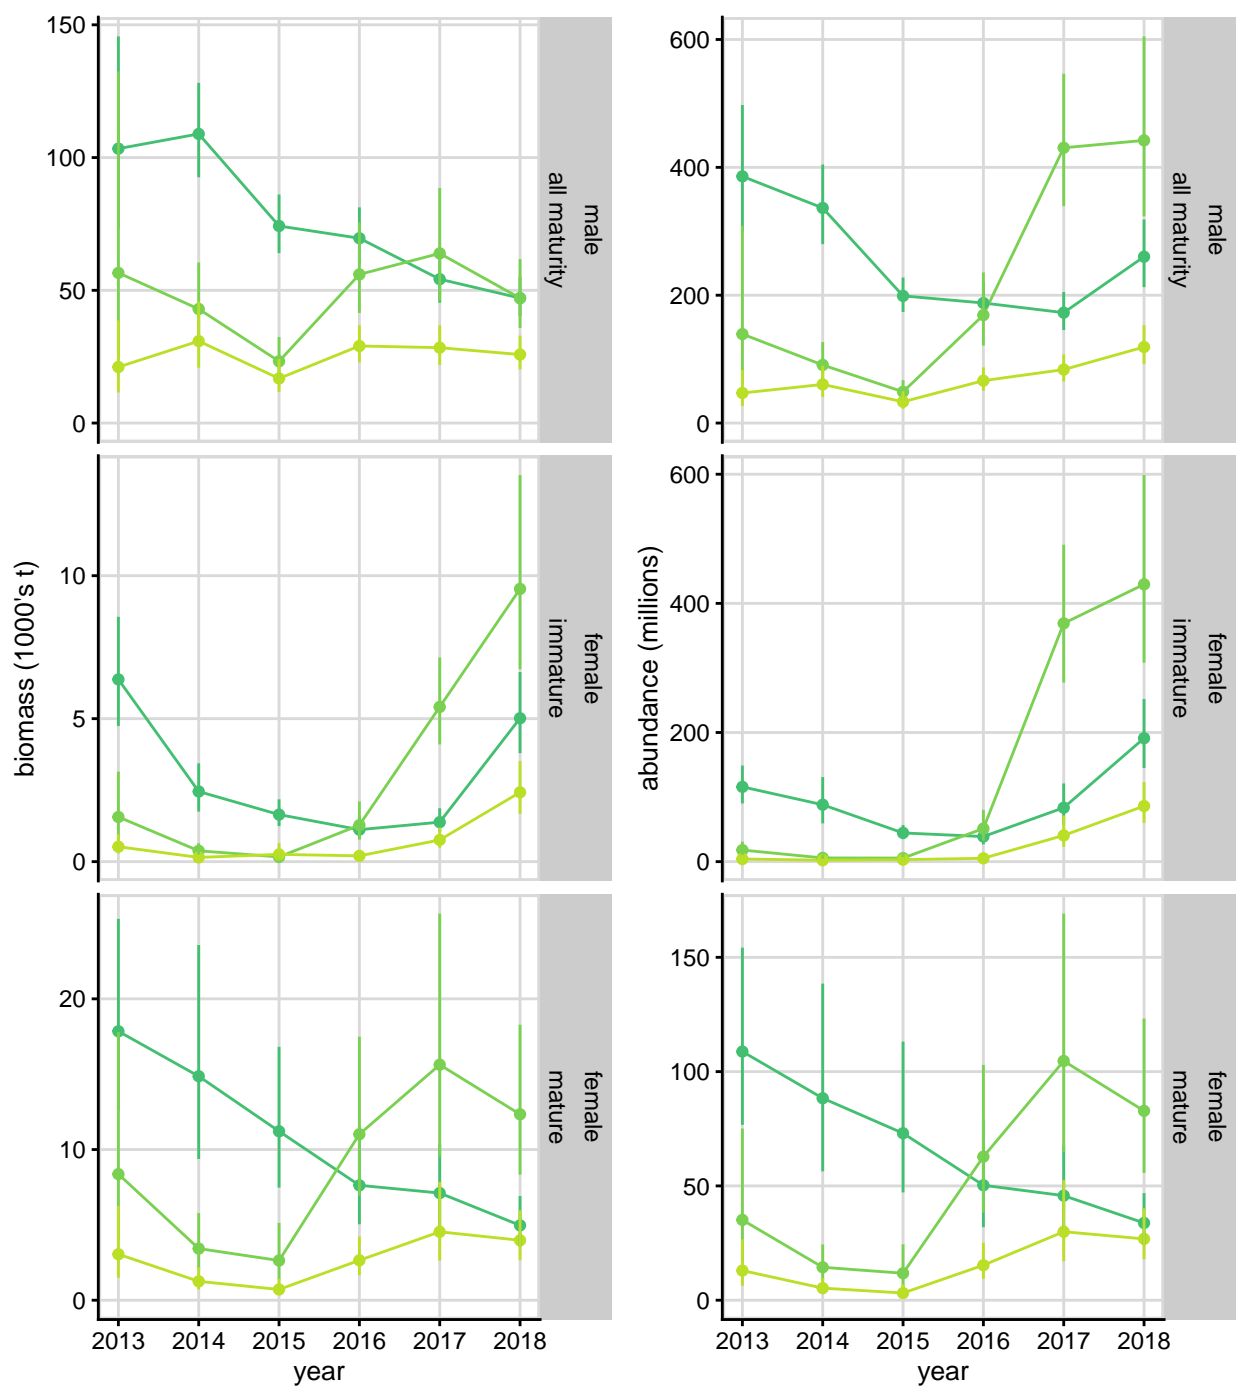 150
100
50
0
male
all maturity
600
400
200
0
male
all maturity
biomass (1000's t)
10
5
0
female
immature
abundance (millions)
600
400
200
0
female
immature
20
10
0
female
mature
150
100
50
0
female
mature
2013 2014 2015 2016 2017 2018
year
2013 2014 2015 2016 2017 2018
year